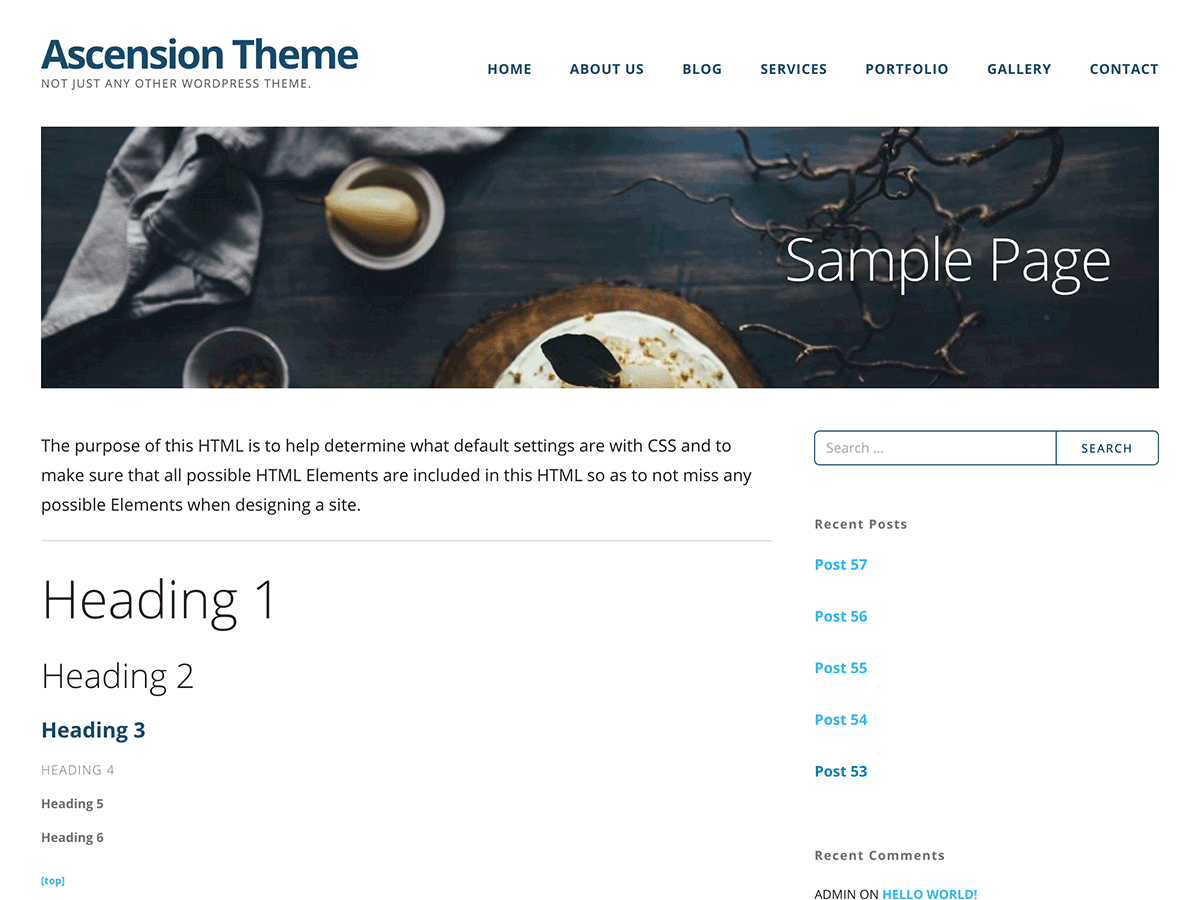 Ascension Theme
NOT JUST ANY OTHER WORDPRESS THEME.
HOME ABOUT US BLOG SERVICES PORTFOLIO GALLERY CONTACT
Sample Page
The purpose of this HTML is to help determine what default settings are with CSS and to
make sure that all possible HTML Elements are included in this HTML so as to not miss any
possible Elements when designing a site.
Heading 1
Heading 2
Heading 3
HEADING 4
Heading 5
Heading 6
[top]
Search ... SEARCH
Recent Posts
Post 57
Post 56
Post 55
Post 54
Post 53
Recent Comments
ADMIN ON HELLO WORLD!